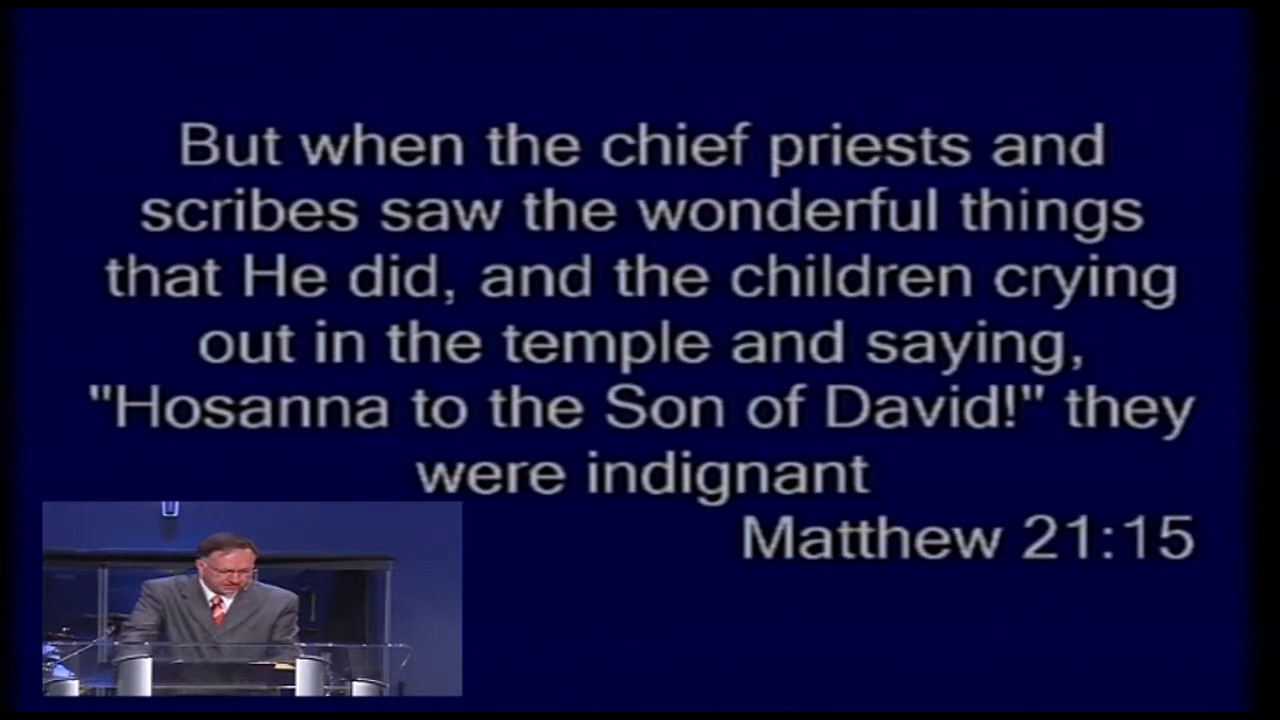 But when the chief priests and
scribes saw the wonderful things
that He did, and the children crying
out in the temple and saying,
"Hosanna to the Son of David!" they
were indignant
Matthew 21:15